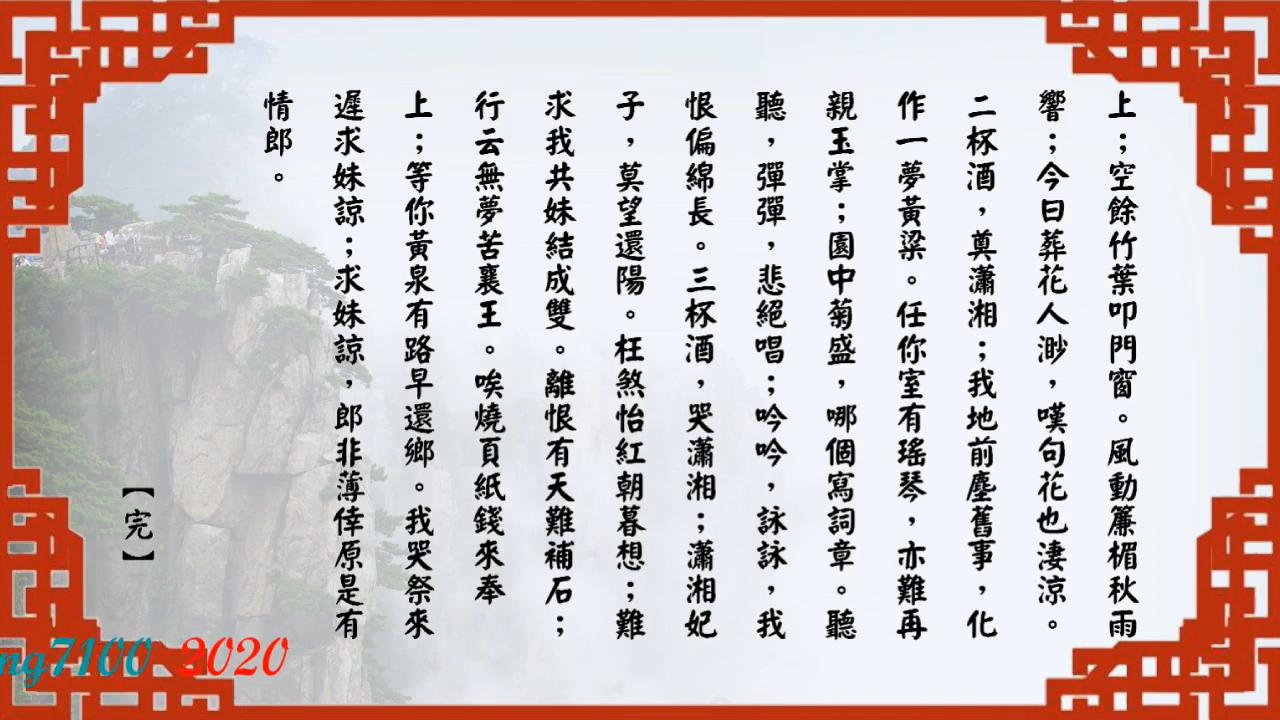 上；空餘竹葉叩門窗。風動簾楣秋雨
響；今日葬花人渺，嘆句花也淒涼。
二杯酒，奠瀟湘；我地前塵舊事，化
作一夢黃粱。任你室有瑤琴，亦難再
親玉掌；園中菊盛，哪個寫詞章。聽
聽，彈彈，悲絕唱；吟吟，詠詠，我
恨偏綿長。三杯酒，哭瀟湘；瀟湘妃
子，莫望還陽。枉煞怡紅朝暮想；難
求我共妹結成雙。離恨有天難補石；
行云無夢苦襄王。唉燒頁紙錢來奉
上；等你黃泉有路早還鄉。我哭祭來
遲求妹諒；求妹諒，郎非薄倖原是有
情郎。
【完】
ng7100 2020